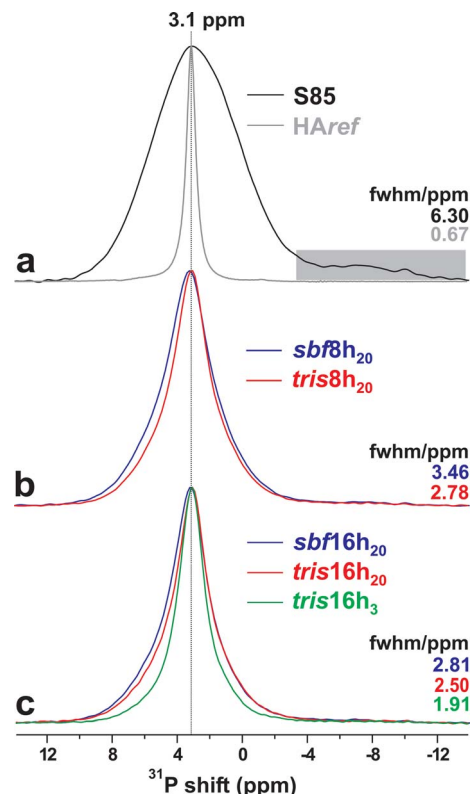 3.1 ppm
S85
HAref
fwhm/ppm
6.30
0.67
a
sbf8h20
tris8h20
fwhm/ppm
3.46
2.78
b
sbf16h20
tris16h20
tris16h3
fwhm/ppm
2.81
2.50
1.91
c
12 8 4 0 -4 -8 -12
31P shift (ppm)